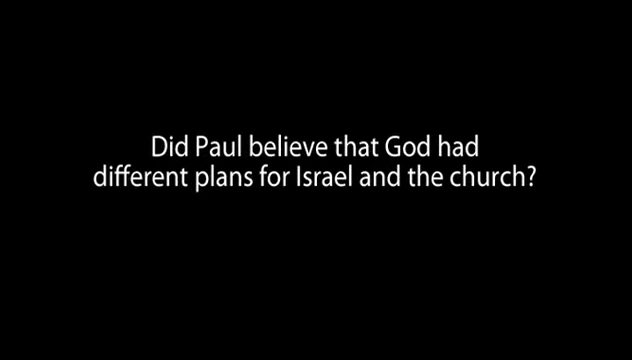 Did Paul believe that God had
different plans for Israel and the church?